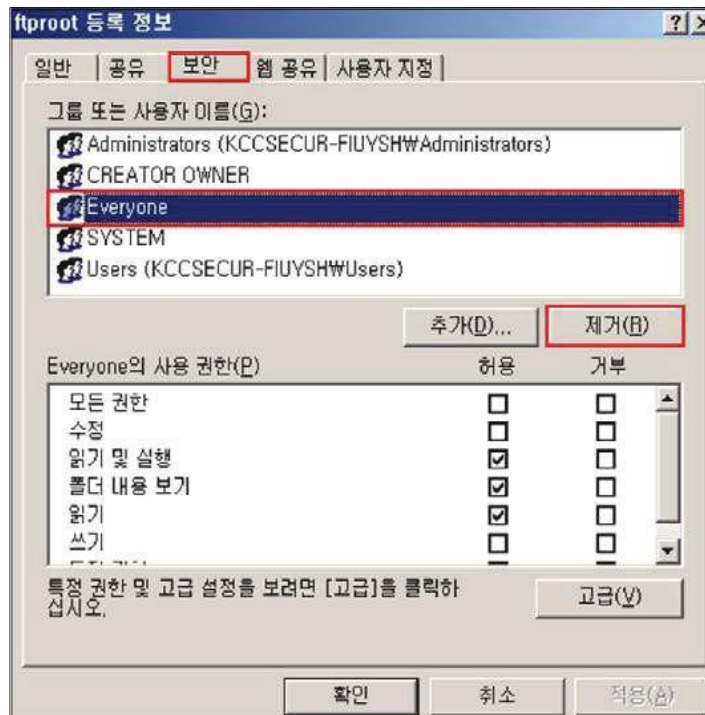 ftproot 등록 정보
일반 공유 보안 웹 공유 사용자 지정
그룹 또는 사용자 이름(G):
Administrators (KCCSECUR-FIUYSH₩Administrators)
CREATOR OWNER
Everyone
SYSTEM
Users (KCCSECUR-FIUYSH₩Users)
추가(D)... 제거(R)
Everyone의 사용 권한(P) 허용 거부
모든 권한
수정
읽기 및 실행
폴더 내용 보기
읽기
쓰기
특정 권한 및 고급 설정을 보려면 [고급]을 클릭하
십시오.
고급(V)
확인 취소 적용(A)